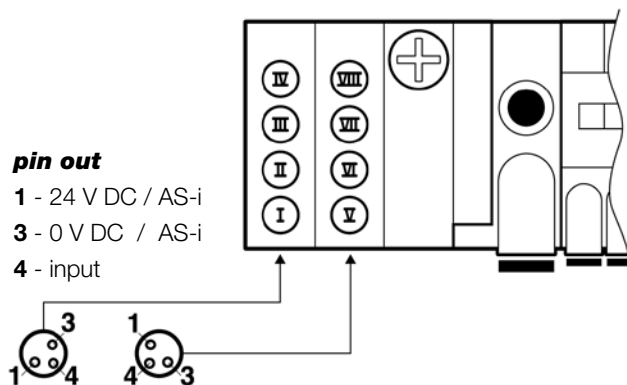 IV VIII
III VII
II VI
I V
pin out
1 - 24 V DC / AS-i
3 - 0 V DC / AS-i
4 - input
3
1 4
1
4 3